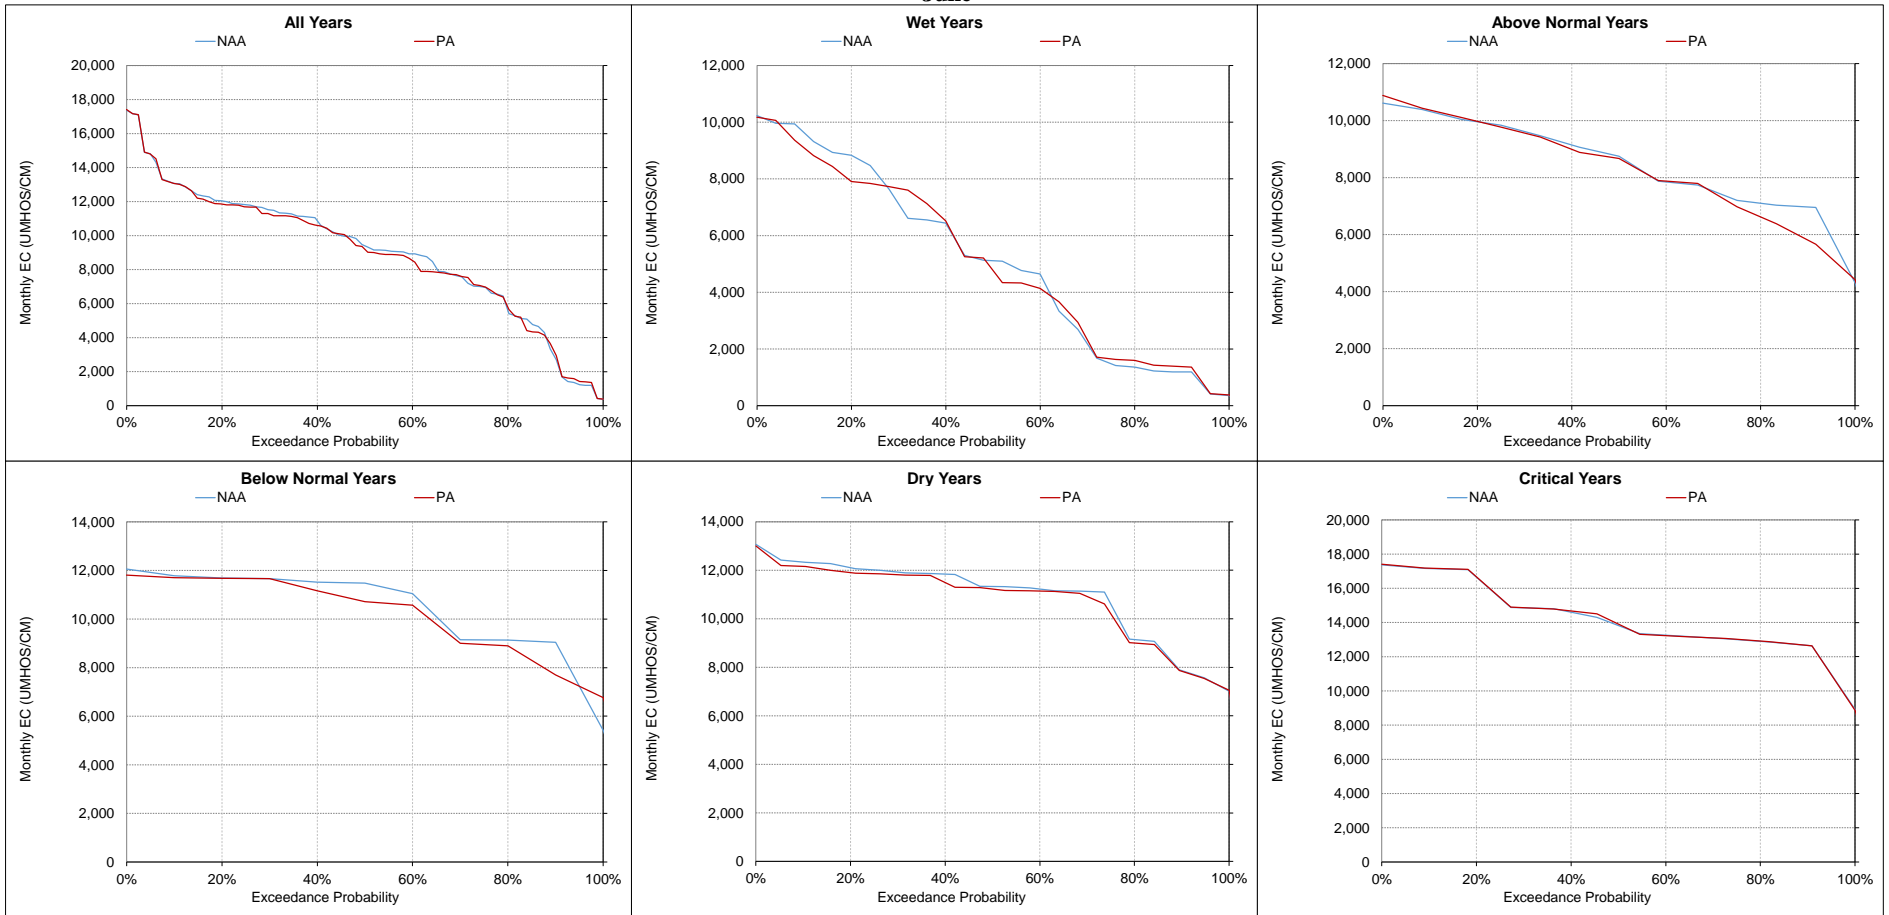 All Years
NAA PA
20,000
18,000
16,000
14,000
12,000
10,000
8,000
6,000
4,000
2,000
0
Monthly EC (UMHOS/CM)
0% 20% 40% 60% 80% 100%
Exceedance Probability
Wet Years
NAA PA
12,000
10,000
8,000
6,000
4,000
2,000
0
Monthly EC (UMHOS/CM)
0% 20% 40% 60% 80% 100%
Exceedance Probability
Above Normal Years
NAA PA
12,000
10,000
8,000
6,000
4,000
2,000
0
Monthly EC (UMHOS/CM)
0% 20% 40% 60% 80% 100%
Exceedance Probability
Below Normal Years
NAA PA
14,000
12,000
10,000
8,000
6,000
4,000
2,000
0
Monthly EC (UMHOS/CM)
0% 20% 40% 60% 80% 100%
Exceedance Probability
Dry Years
NAA PA
14,000
12,000
10,000
8,000
6,000
4,000
2,000
0
Monthly EC (UMHOS/CM)
0% 20% 40% 60% 80% 100%
Exceedance Probability
Critical Years
NAA PA
20,000
18,000
16,000
14,000
12,000
10,000
8,000
6,000
4,000
2,000
0
Monthly EC (UMHOS/CM)
0% 20% 40% 60% 80% 100%
Exceedance Probability